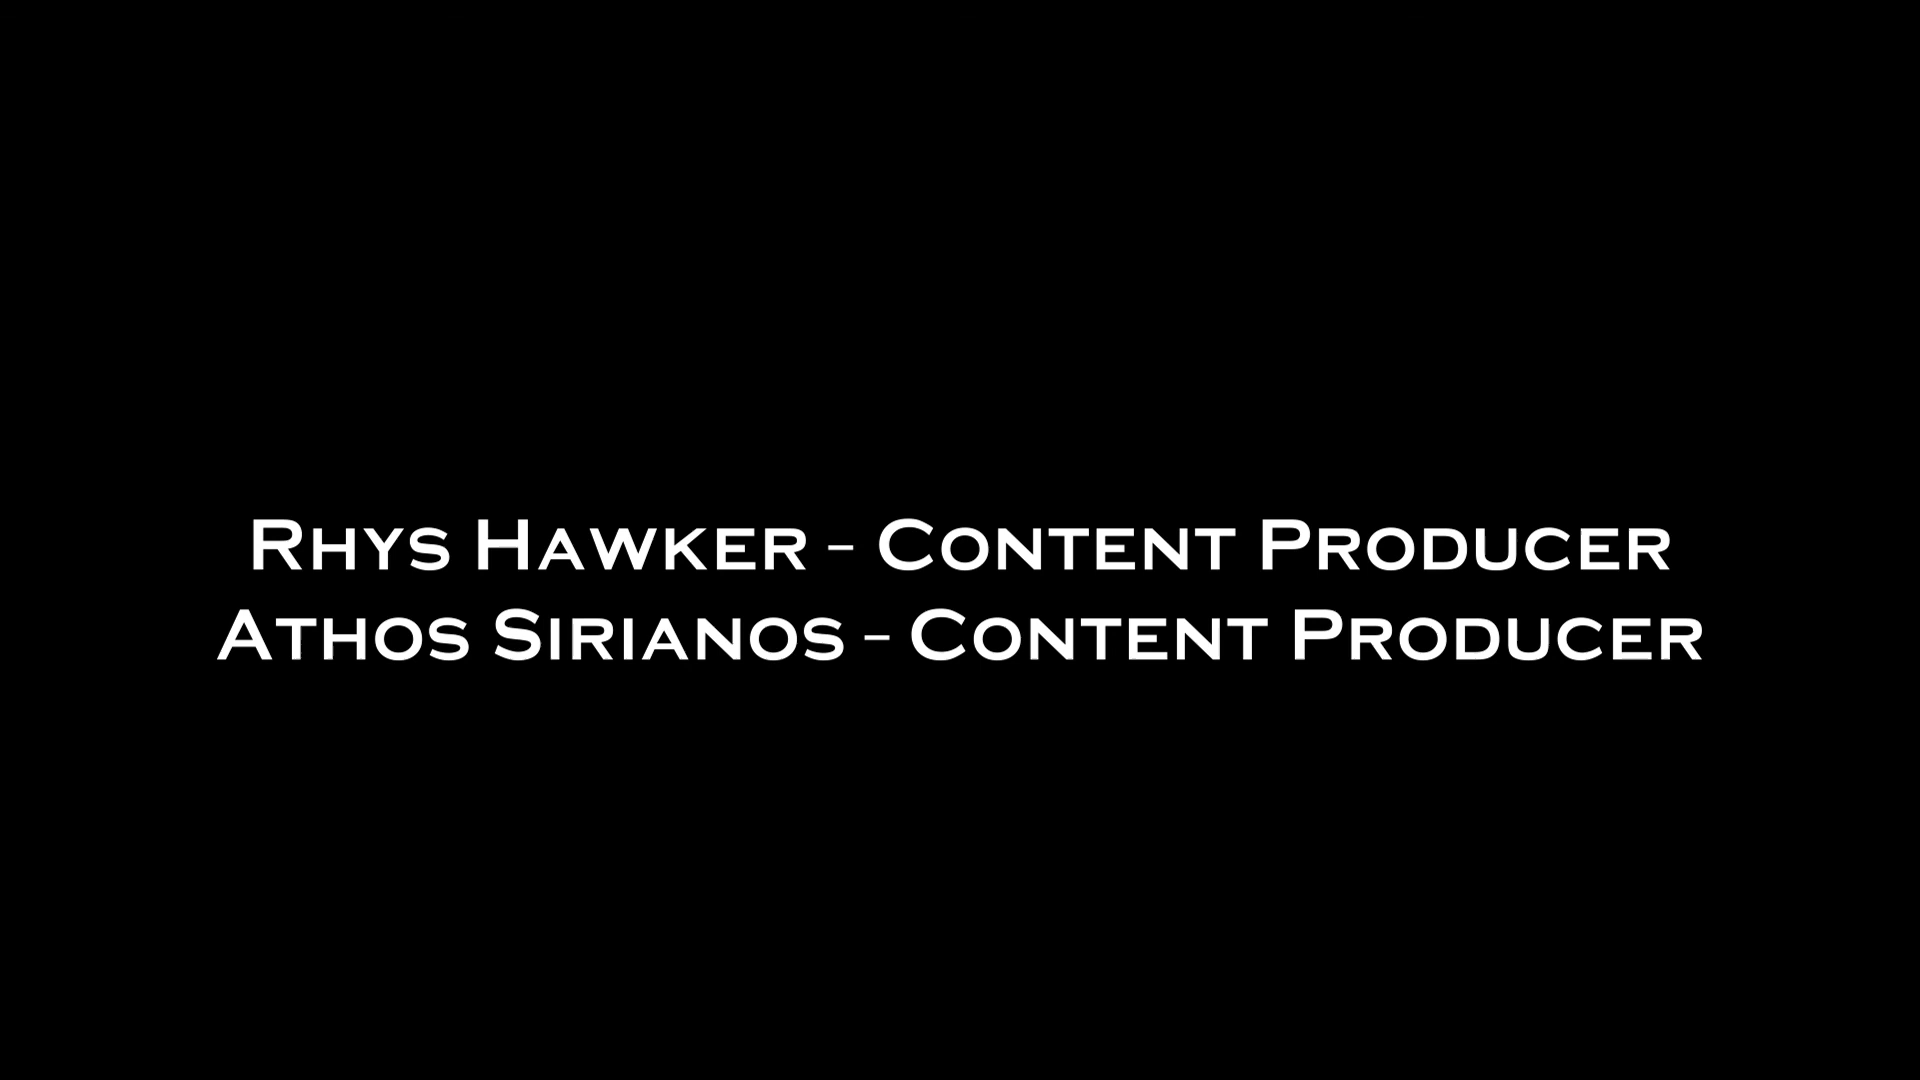 Rhys Hawker – Content Producer
Athos Sirianos – Content Producer